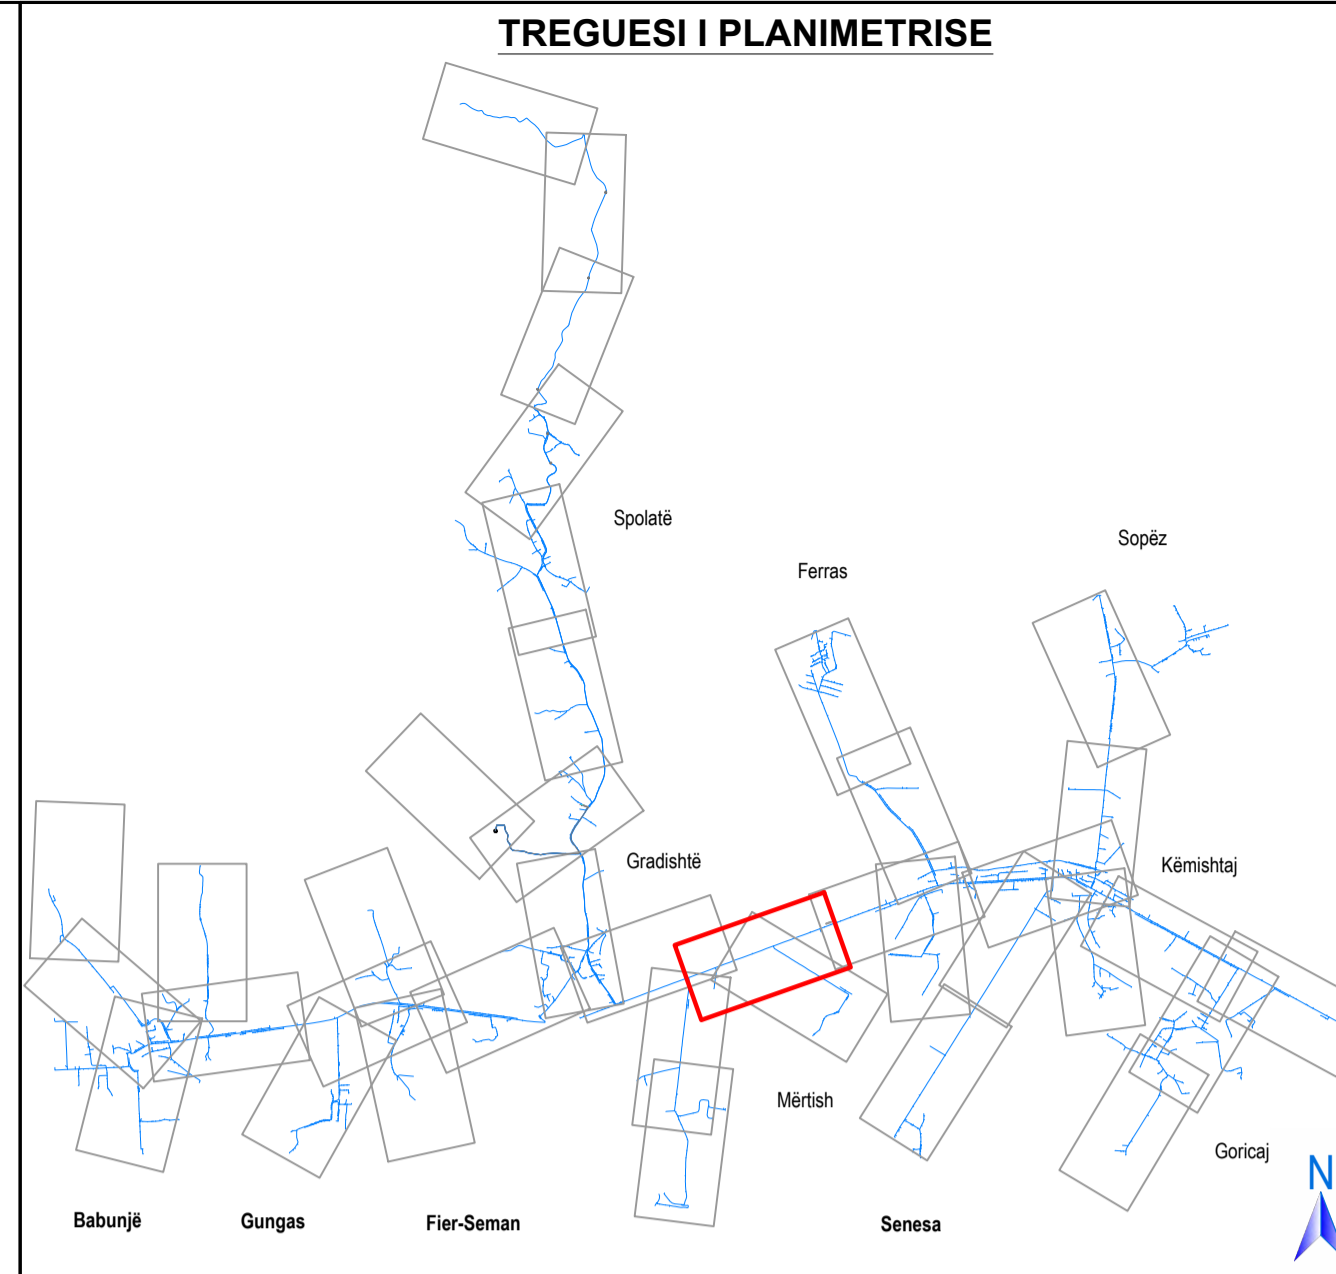 TREGUESI I PLANIMETRISE
Spolatë
Sopëz
Ferras
Gradishtë
Këmishtaj
Mërtish
Goricaj
N
Babunjë
Gungas
Fier-Seman
Senesa